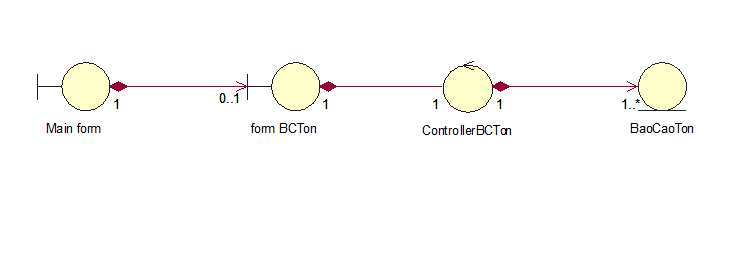 1 0..1 1 1 1 1..*
Main form form BCTon ControllerBCTon BaoCaoTon